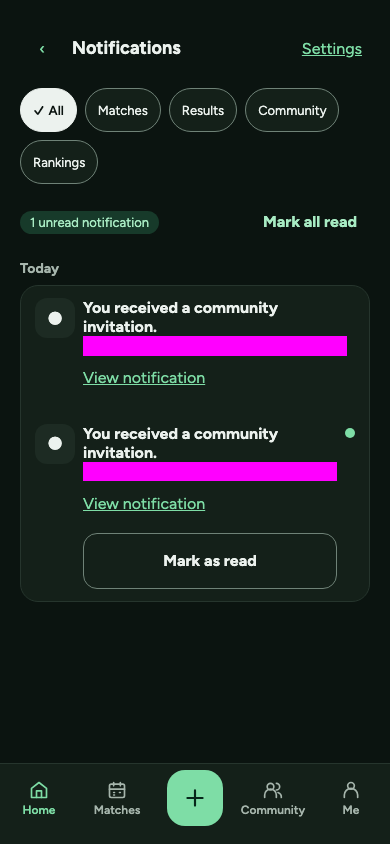 Notifications
Settings
✓ All
Matches
Results
Community
Rankings
1 unread notification
Mark all read
Today
You received a community
invitation.
View notification
You received a community
invitation.
View notification
Mark as read
Home
Matches
Community
Me